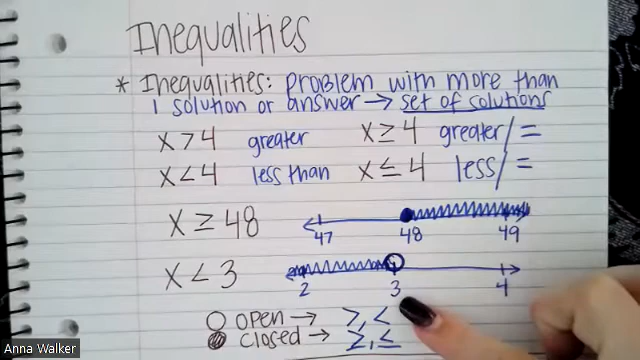 Inequalities
* Inequalities: problem with more than
1 solution or answer → set of solutions
x > 4 greater x ≥ 4 greater/=
x < 4 less than x ≤ 4 less/=
x ≥ 48
47 48 49
x < 3
2 3 4
open → >, <
closed → ≥, ≤
Anna Walker